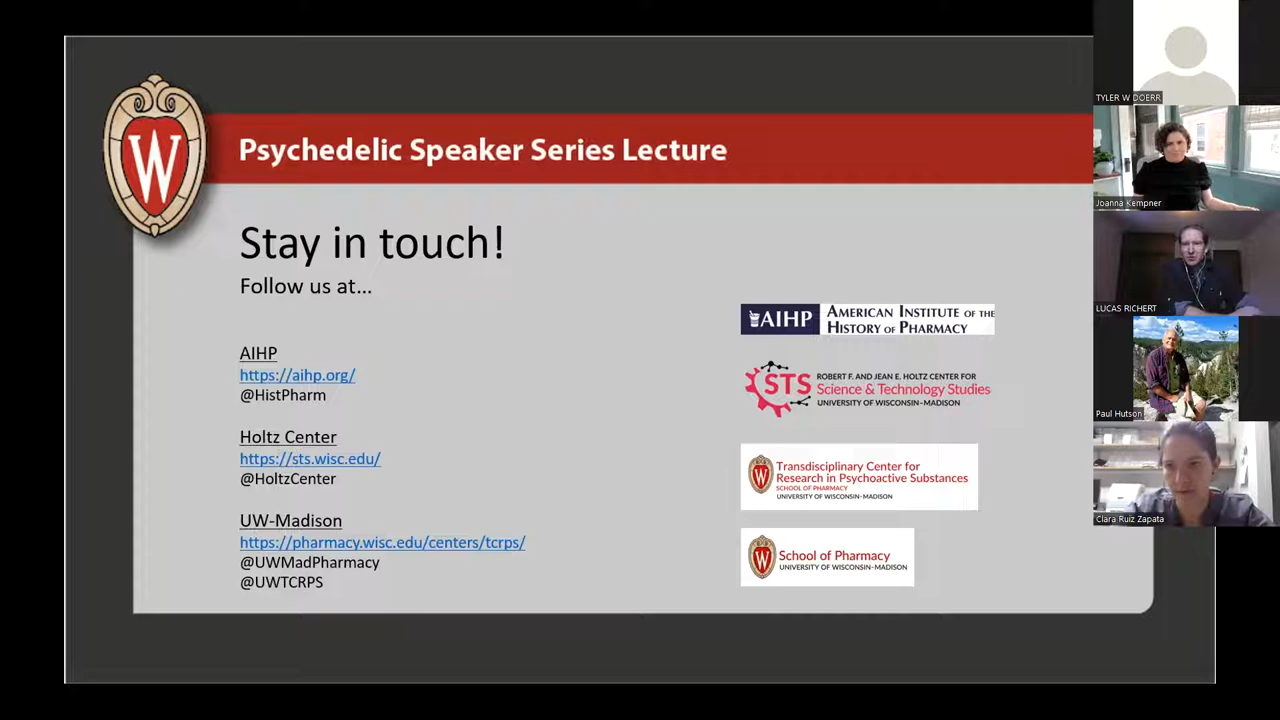 W
Psychedelic Speaker Series Lecture
Stay in touch!
Follow us at...
AIHP
https://aihp.org/
@HistPharm
Holtz Center
https://sts.wisc.edu/
@HoltzCenter
UW-Madison
https://pharmacy.wisc.edu/centers/tcrps/
@UWMadPharmacy
@UWTCRPS
AIHP
AMERICAN INSTITUTE OF THE
HISTORY OF PHARMACY
STS
ROBERT F. AND JEAN E. HOLTZ CENTER FOR
Science & Technology Studies
UNIVERSITY OF WISCONSIN–MADISON
W
Transdisciplinary Center for
Research in Psychoactive Substances
SCHOOL OF PHARMACY
UNIVERSITY OF WISCONSIN-MADISON
W
School of Pharmacy
UNIVERSITY OF WISCONSIN–MADISON
TYLER W DOERR
Joanna Kempner
LUCAS RICHERT
Paul Hutson
Clara Ruiz Zapata